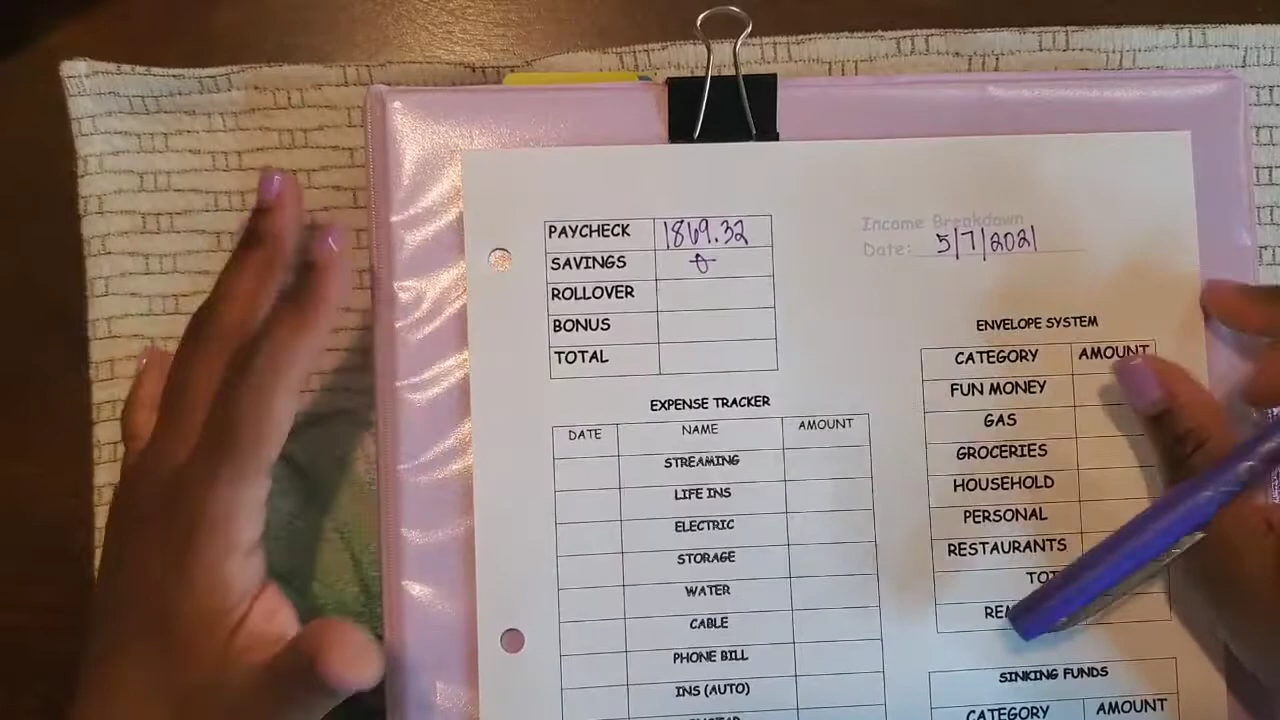 PAYCHECK 1869.32
SAVINGS 0
ROLLOVER
BONUS
TOTAL
Income Breakdown
Date: 5/7/2021
EXPENSE TRACKER
DATE NAME AMOUNT
STREAMING
LIFE INS
ELECTRIC
STORAGE
WATER
CABLE
PHONE BILL
INS (AUTO)
ENVELOPE SYSTEM
CATEGORY AMOUNT
FUN MONEY
GAS
GROCERIES
HOUSEHOLD
PERSONAL
RESTAURANTS
SINKING FUNDS
CATEGORY AMOUNT